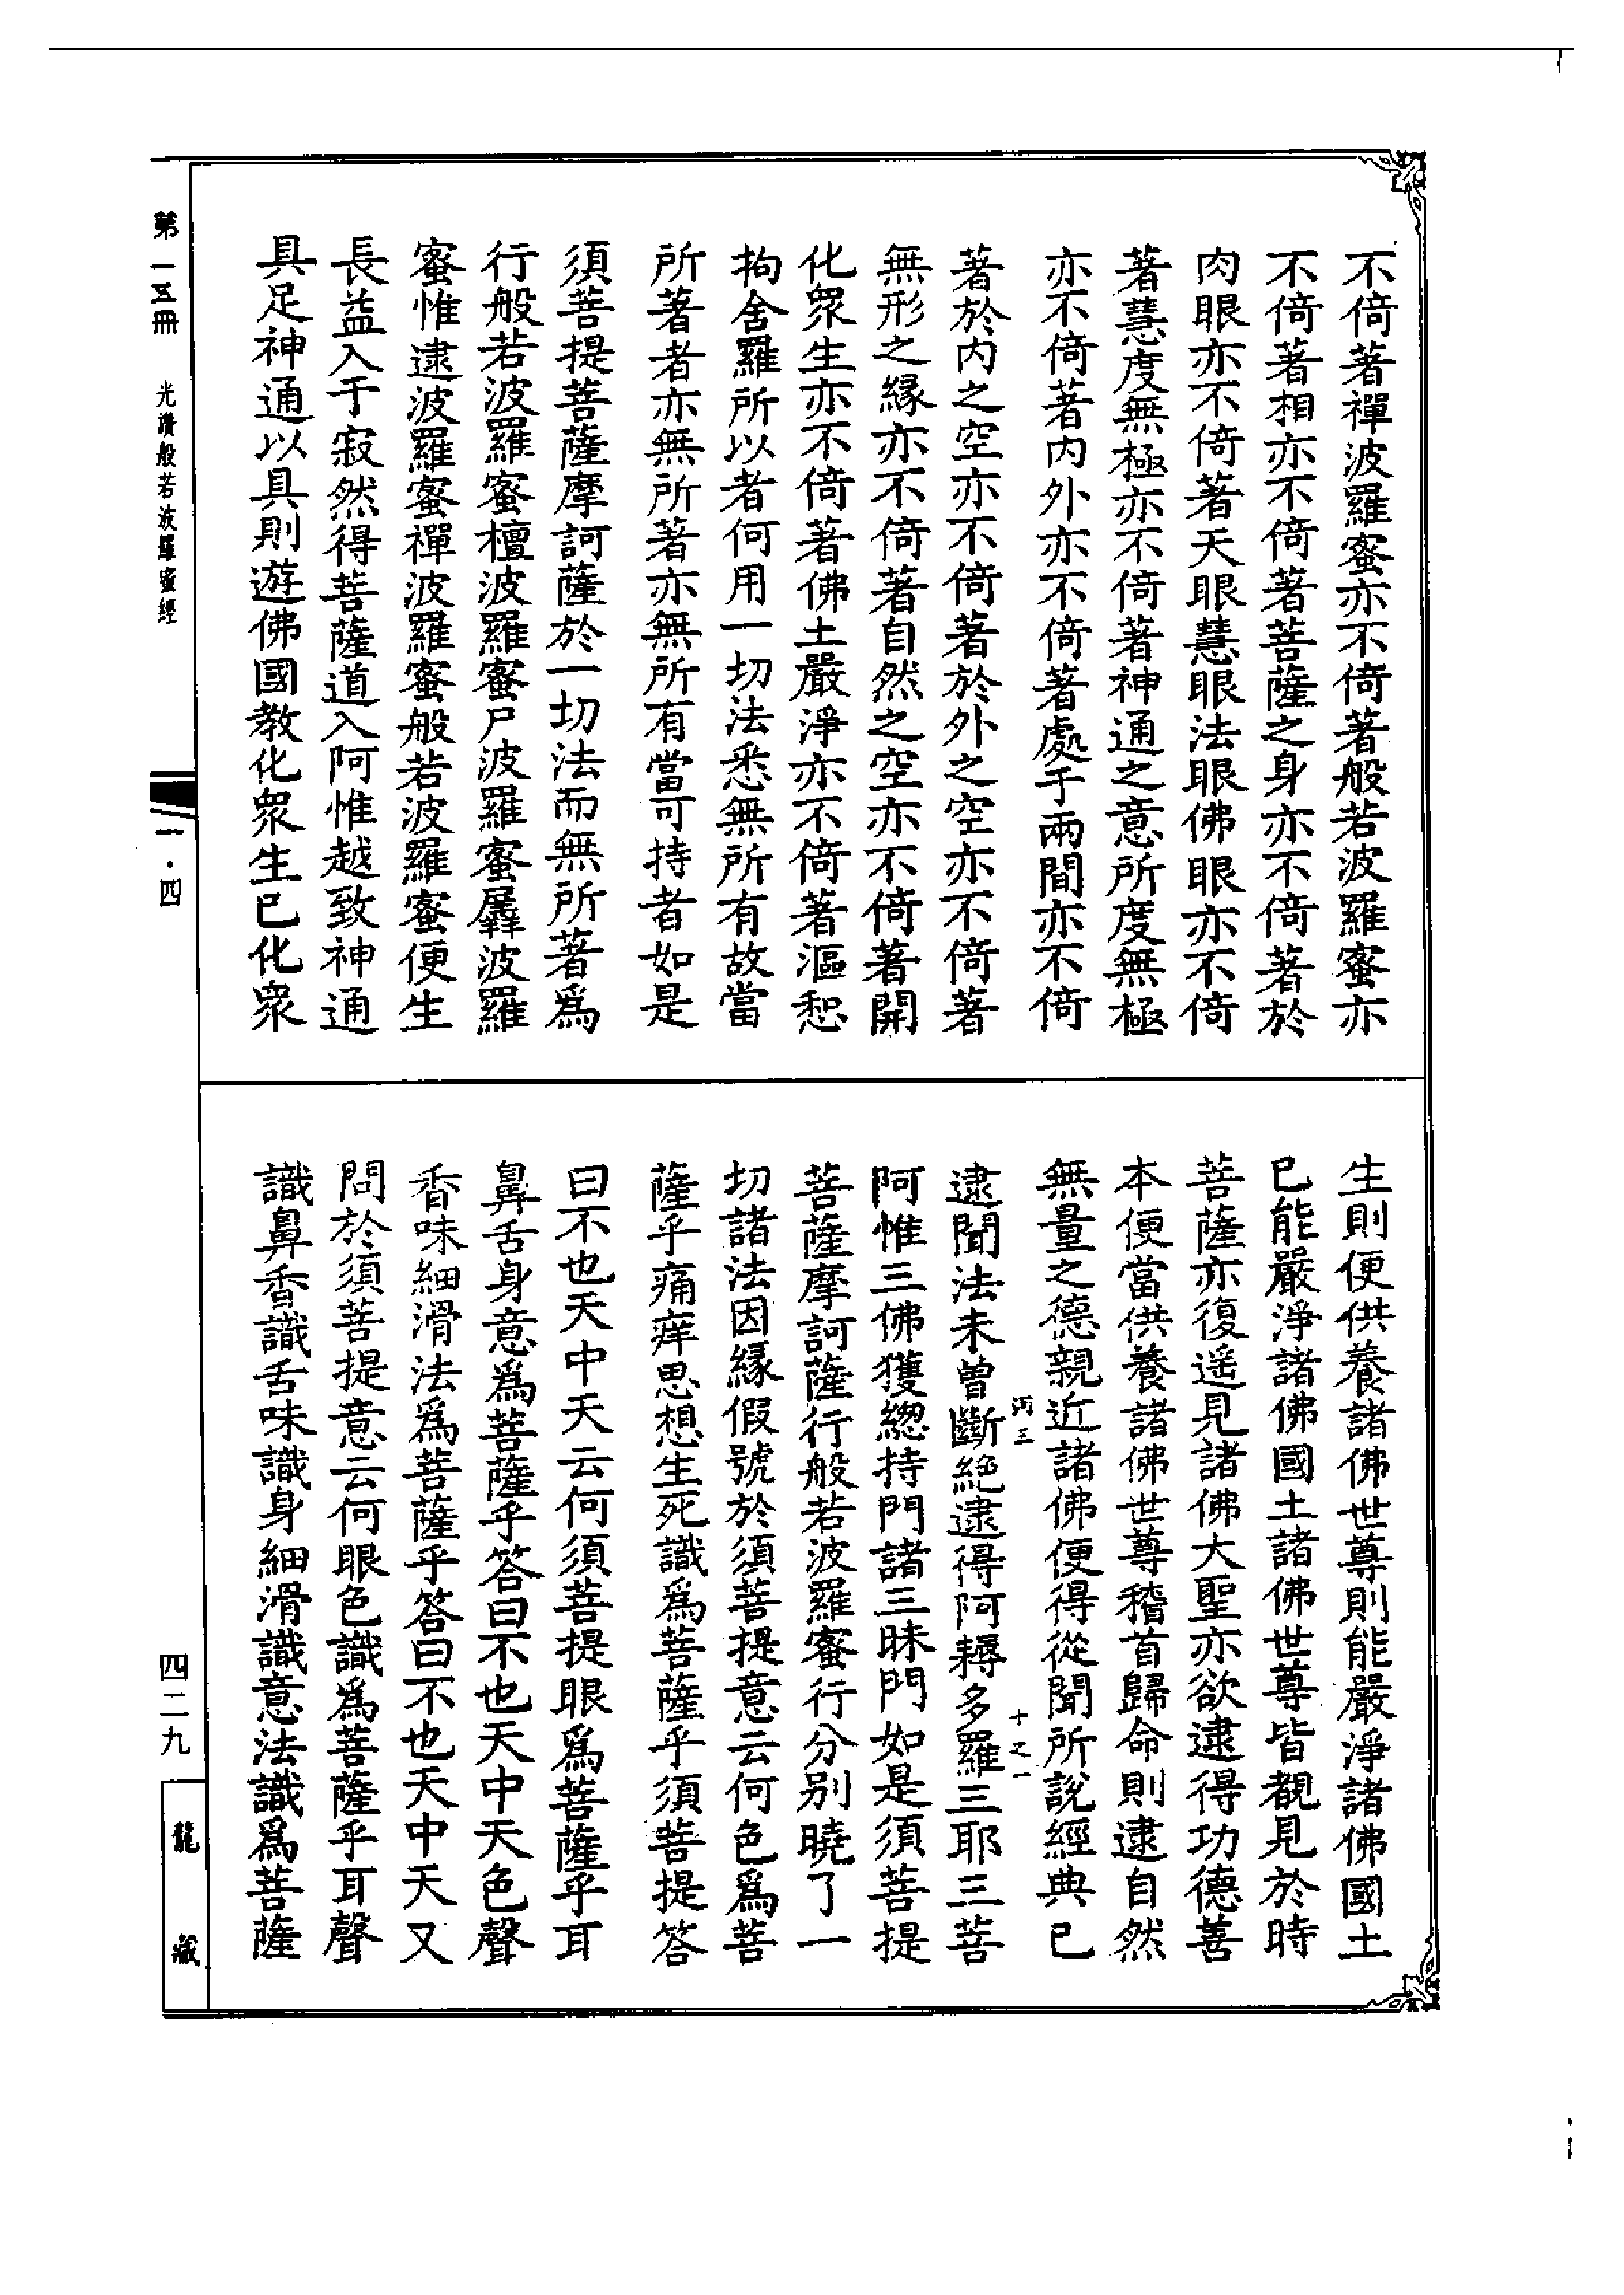 不倚著禪波羅蜜亦不倚著般若波羅蜜亦
不倚著相亦不倚著菩薩之身亦不倚著於
肉眼亦不倚著天眼慧眼法眼佛眼亦不倚
著慧度無極亦不倚著神通之意所度無極
亦不倚著內外亦不倚著處于兩間亦不倚
著於內之空亦不倚著於外之空亦不倚著
無形之緣亦不倚著自然之空亦不倚著開
化眾生亦不倚著佛土嚴淨亦不倚著漚惒
拘舍羅所以者何用一切法悉無所有故當
所著者亦無所著亦無所有當可持者如是
須菩提菩薩摩訶薩於一切法而無所著為
行般若波羅蜜檀波羅蜜尸波羅蜜羼波羅
蜜惟逮波羅蜜禪波羅蜜般若波羅蜜便生
長益入于寂然得菩薩道入阿惟越致神通
具足神通以具則遊佛國教化眾生已化眾
生則便供養諸佛世尊則能嚴淨諸佛國土
已能嚴淨諸佛國土諸佛世尊皆覩見於時
菩薩亦復遥見諸佛大聖亦欲逮得功德善
本便當供養諸佛世尊稽首歸命則逮自然
無量之德親近諸佛便得從聞所說經典已
河三 十之一
逮聞法未曾斷絕逮得阿耨多羅三耶三菩
阿惟三佛獲緫持門諸三昧門如是須菩提
菩薩摩訶薩行般若波羅蜜行分别曉了一
切諸法因緣假號於須菩提意云何色為菩
薩乎痛痒思想生死識為菩薩乎須菩提答
曰不也天中天云何須菩提眼為菩薩乎耳
鼻舌身意為菩薩乎答曰不也天中天色聲
香味細滑法為菩薩乎答曰不也天中天又
問於須菩提意云何眼色識為菩薩乎耳聲
識鼻香識舌味識身細滑識意法識為菩薩
第一五冊 光讚般若波羅蜜經 一·四
四二九
龍藏